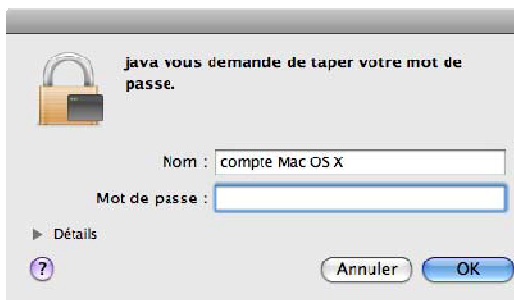 java vous demande de taper votre mot de
passe.
Nom : compte Mac OS X
Mot de passe :
Détails
? Annuler OK